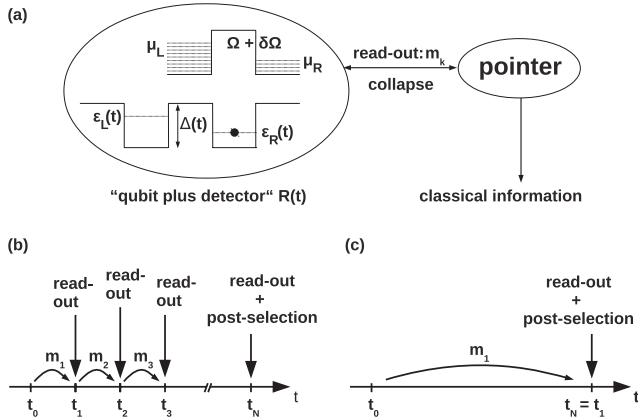 (a)
μL
Ω + δΩ
μR
εL(t)
Δ(t)
εR(t)
read-out: mk
collapse
pointer
"qubit plus detector" R(t)
classical information
(b)
read-
out
read-
out
read-
out
read-out
+
post-selection
m1
m2
m3
t0
t1
t2
t3
tN
t
(c)
read-out
+
post-selection
m1
t0
tN = t1
t